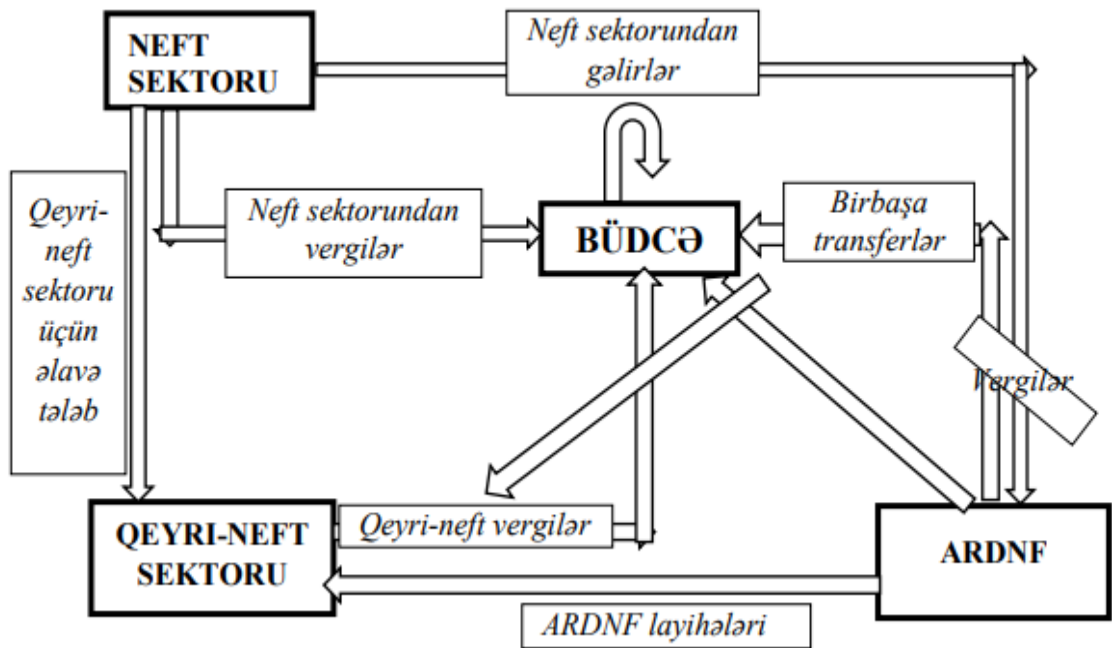 NEFT
SEKTORU
Neft sektorundan
gəlirlər
Qeyri-
neft
sektoru
üçün
əlavə
tələb
Neft sektorundan
vergilər
BÜDCƏ
Birbaşa
transferlər
Vergilər
QEYRI-NEFT
SEKTORU
Qeyri-neft vergilər
ARDNF
ARDNF layihələri